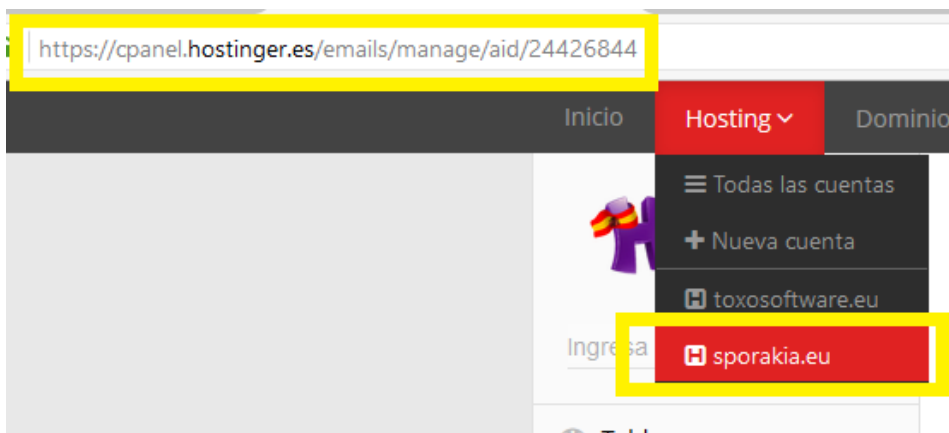 https://cpanel.hostinger.es/emails/manage/aid/24426844
Inicio
Hosting
Dominio
Todas las cuentas
Nueva cuenta
toxosoftware.eu
Ingresa
sporakia.eu